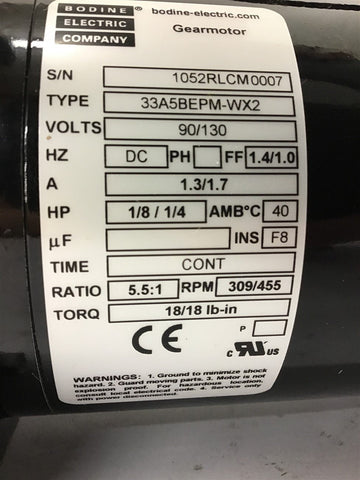 BODINE ELECTRIC COMPANY
bodine-electric.com
Gearmotor
S/N 1052RLCM0007
TYPE 33A5BEPM-WX2
VOLTS 90/130
HZ DC PH FF 1.4/1.0
A 1.3/1.7
HP 1/8 / 1/4 AMB°C 40
µF INS F8
TIME CONT
RATIO 5.5:1 RPM 309/455
TORQ 18/18 lb-in
P
CE c RU US
WARNINGS: 1. Ground to minimize shock
hazard. 2. Guard moving parts. 3. Motor is not
explosion proof. For hazardous location,
consult local electrical code. 4. Service only
with power disconnected.